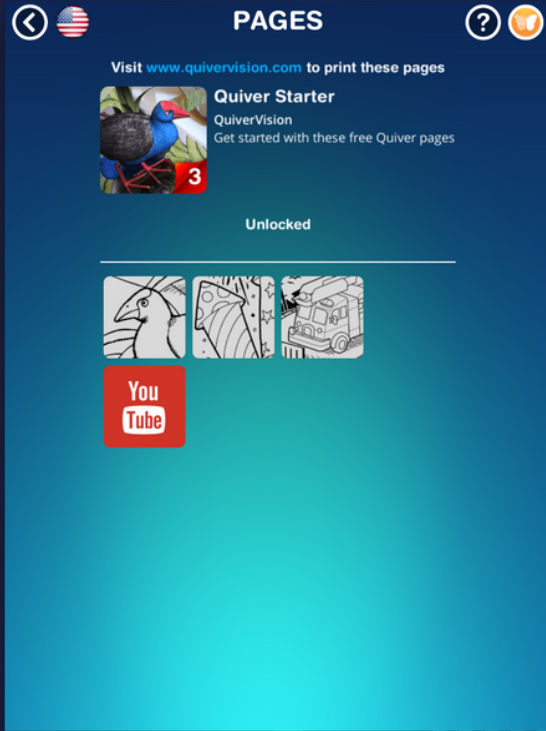 PAGES
?
Visit www.quivervision.com to print these pages
Quiver Starter
QuiverVision
Get started with these free Quiver pages
3
Unlocked
You
Tube